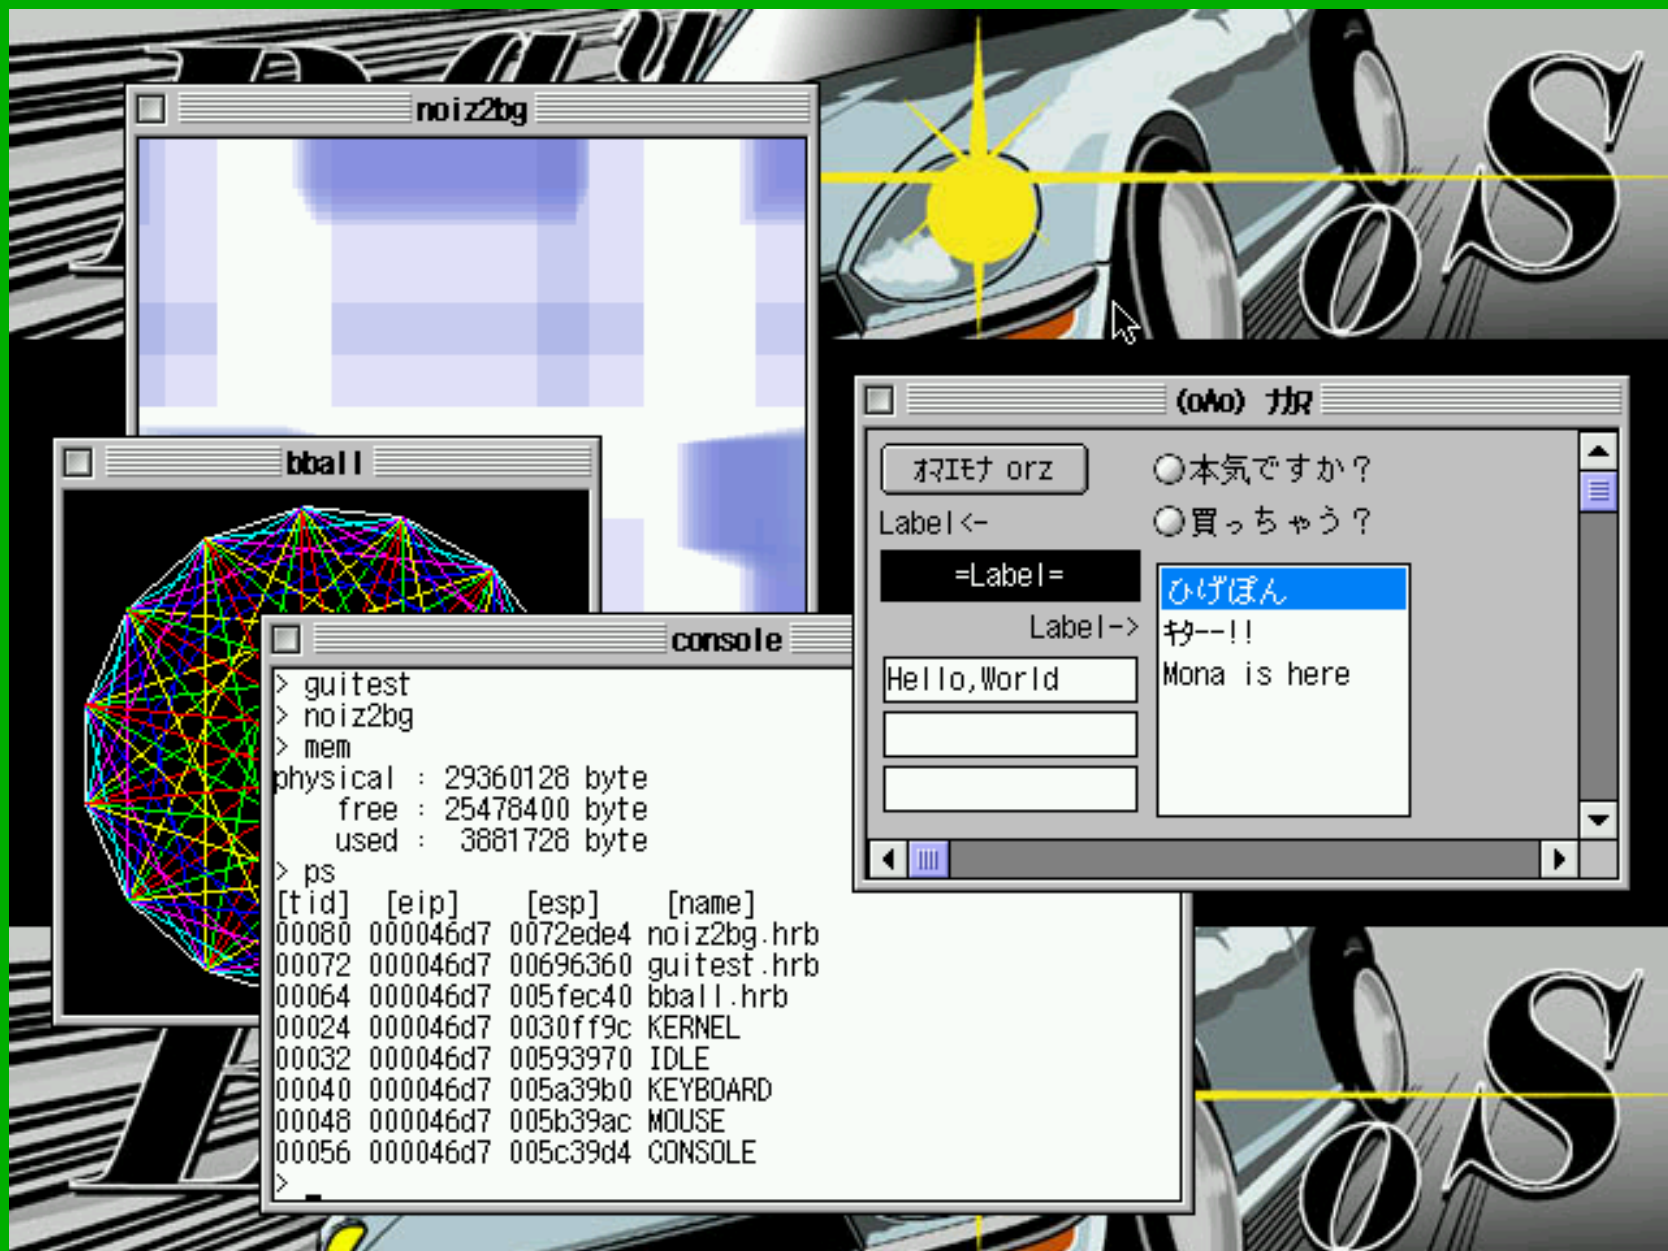 noiz2bg
bball
console
> guitest
> noiz2bg
> mem
physical : 29360128 byte
free : 25478400 byte
used : 3881728 byte
> ps
[tid] [eip] [esp] [name]
00080 000046d7 0072ede4 noiz2bg.hrb
00072 000046d7 00696360 guitest.hrb
00064 000046d7 005fec40 bball.hrb
00024 000046d7 0030ff9c KERNEL
00032 000046d7 00593970 IDLE
00040 000046d7 005a39b0 KEYBOARD
00048 000046d7 005b39ac MOUSE
00056 000046d7 005c39d4 CONSOLE
>_
(oAo)
オマエモナ orz
本気ですか？
Label<-
買っちゃう？
=Label=
Label->
Hello,World
ひげぽん
キター--!!
Mona is here
oS
oS